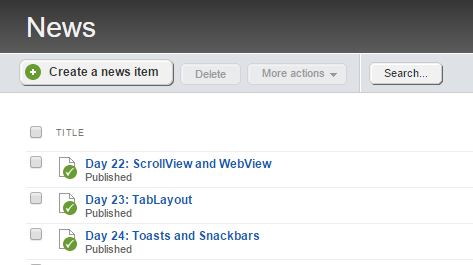 News
Create a news item Delete More actions Search...
TITLE
Day 22: ScrollView and WebView
Published
Day 23: TabLayout
Published
Day 24: Toasts and Snackbars
Published